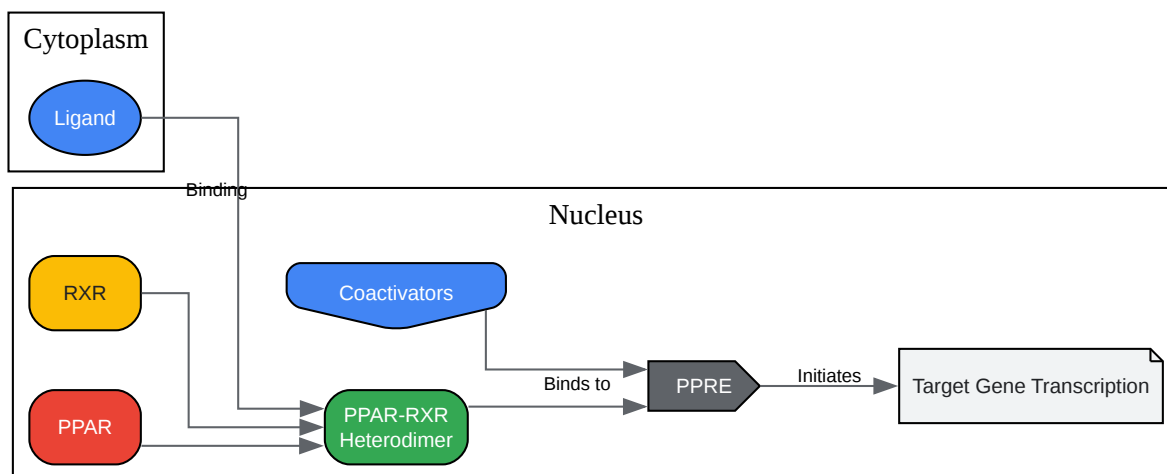 Cytoplasm
Ligand
Binding
Nucleus
RXR
Coactivators
PPAR
PPAR-RXR
Heterodimer
Binds to
PPRE
Initiates
Target Gene Transcription